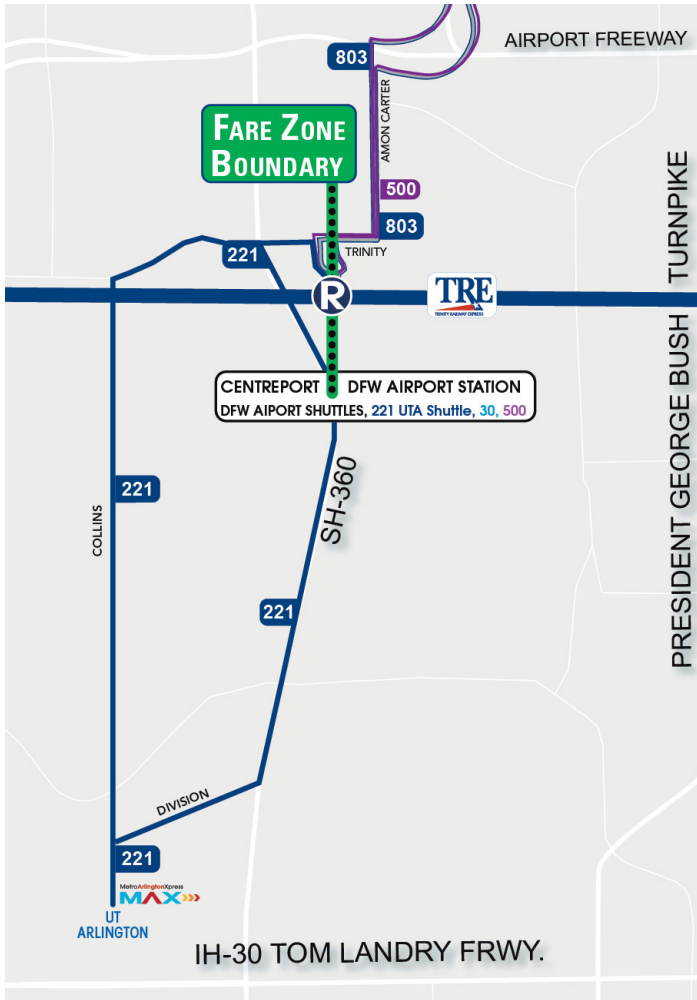 AIRPORT FREEWAY
803
AMON CARTER
FARE ZONE
BOUNDARY
500
803
221
TRINITY
R
TRE
TRINITY RAILWAY EXPRESS
PRESIDENT GEORGE BUSH TURNPIKE
CENTREPORT DFW AIRPORT STATION
DFW AIPORT SHUTTLES, 221 UTA Shuttle, 30, 500
SH-360
221
COLLINS
221
DIVISION
221
MetroArlingtonXpress
MAX
UT
ARLINGTON
IH-30 TOM LANDRY FRWY.